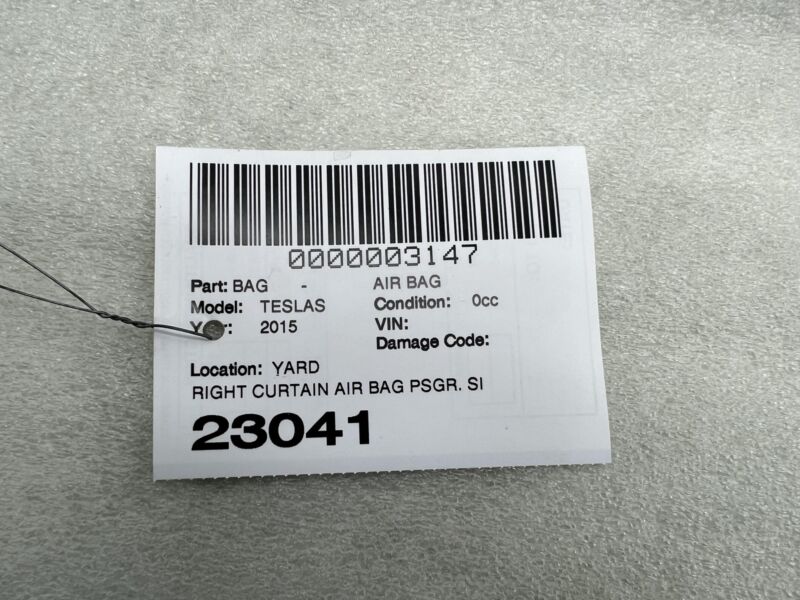 0000003147
Part: BAG - AIR BAG
Model: TESLAS Condition: 0cc
2015 VIN:
Damage Code:
Location: YARD
RIGHT CURTAIN AIR BAG PSGR. SI
23041